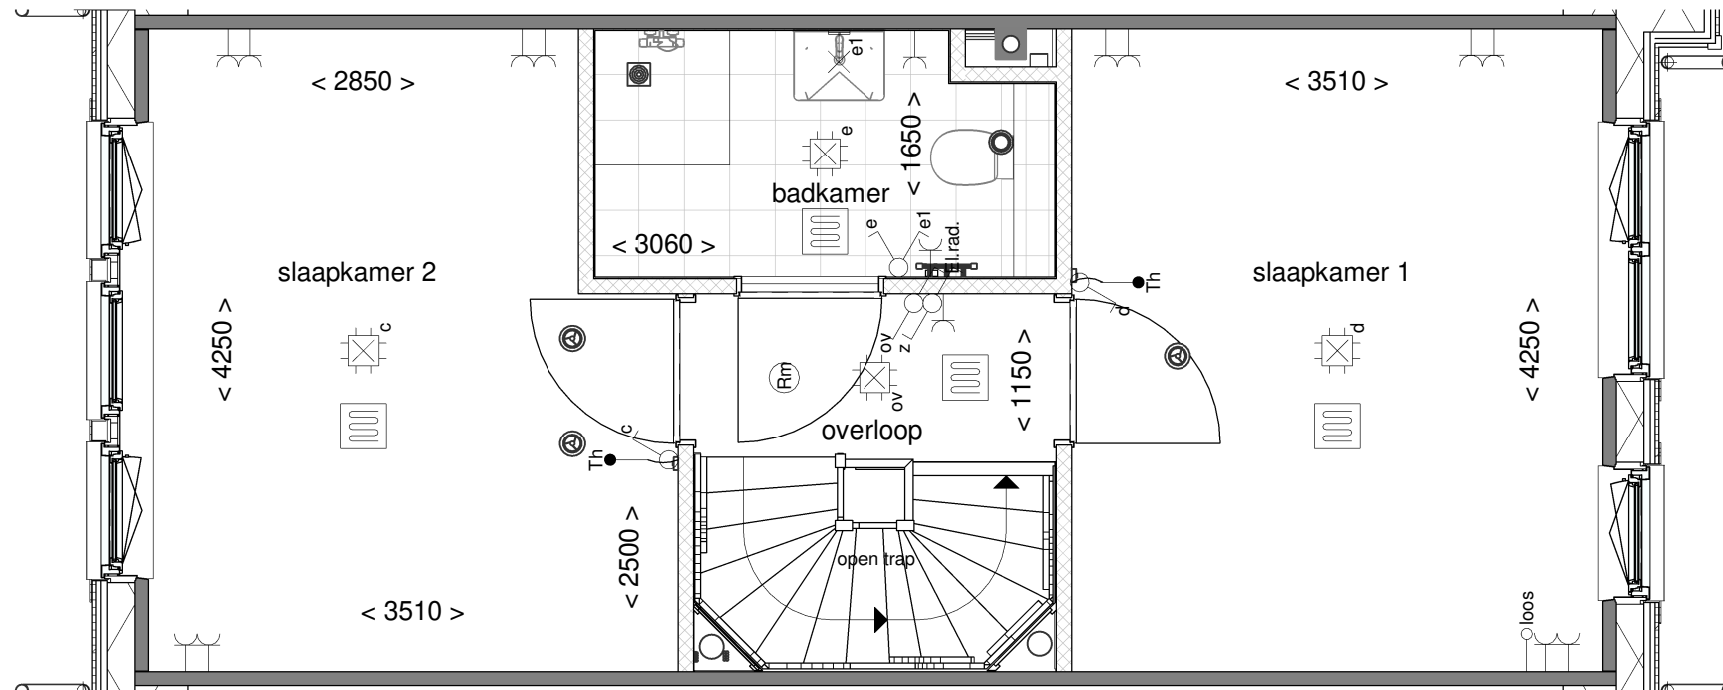 < 2850 >
e1
< 3510 >
e
< 1650 >
badkamer
e
e1
el.rad.
< 3060 >
slaapkamer 2
slaapkamer 1
Th
d
< 4250 >
c
ov
z
< 1150 >
d
< 4250 >
Rm
ov
overloop
c
Th
< 2500 >
open trap
< 3510 >
loos